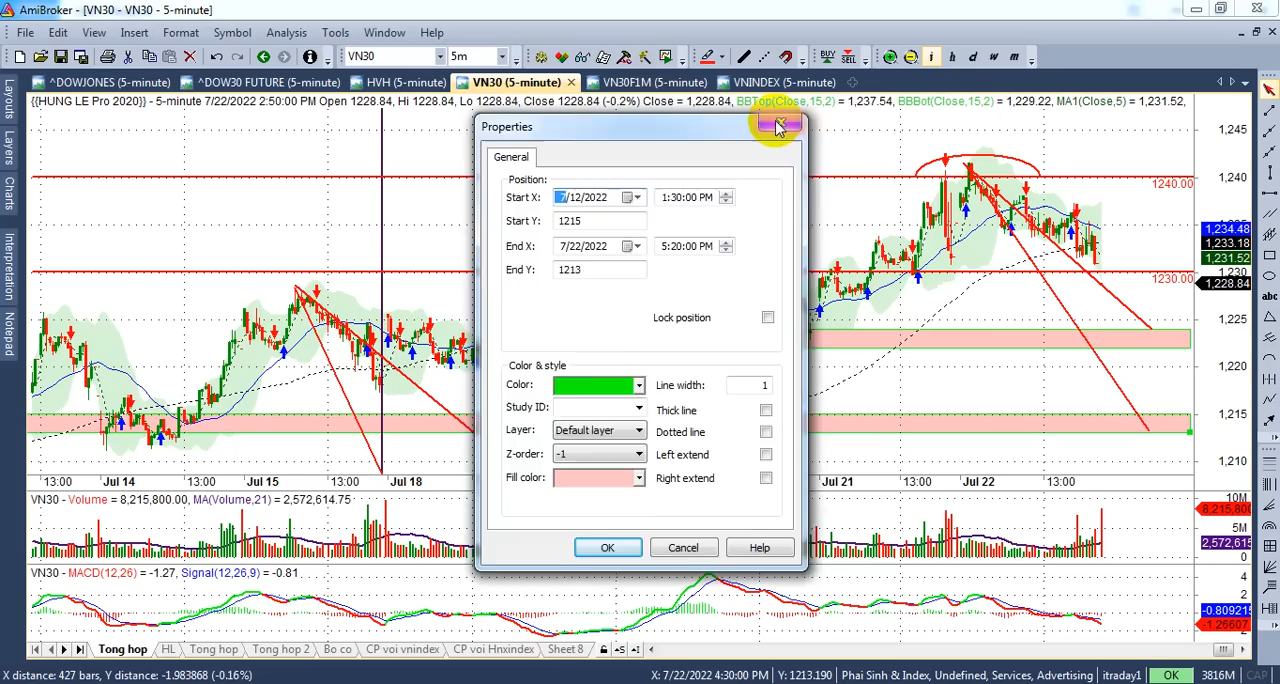 AmiBroker - [VN30 - VN30 - 5-minute]
File Edit View Insert Format Symbol Analysis Tools Window Help
VN30 5m BUY SELL i h d w m
^DOWJONES (5-minute) ^DOW30 FUTURE (5-minute) HVH (5-minute) VN30 (5-minute) VN30F1M (5-minute) VNINDEX (5-minute)
Layouts
Layers
Charts
Interpretation
Notepad
{{HUNG LE Pro 2020}} - 5-minute 7/22/2022 2:50:00 PM Open 1228.84, Hi 1228.84, Lo 1228.84, Close 1228.84 (-0.2%) Close = 1,228.84, BBTop(Close,15,2) = 1,237.54, BBBot(Close,15,2) = 1,229.22, MA1(Close,5) = 1,231.52,
Properties
General
Position:
Start X: 7/12/2022 1:30:00 PM
Start Y: 1215
End X: 7/22/2022 5:20:00 PM
End Y: 1213
Lock position
Color & style
Color: Line width: 1
Study ID: Thick line
Layer: Default layer Dotted line
Z-order: -1 Left extend
Fill color: Right extend
OK Cancel Help
1,245
1,240
1240.00
1,234.48
1,233.18
1,231.52
1,230
1230.00
1,228.84
1,225
1,220
1,215
1,210
13:00 Jul 14 13:00 Jul 15 13:00 Jul 18 Jul 21 13:00 Jul 22 13:00
VN30 - Volume = 8,215,800.00, MA(Volume,21) = 2,572,614.75
10M
8,215,800
5M
2,572,615
VN30 - MACD(12,26) = -1.27, Signal(12,26,9) = -0.81
4
2
-0.809215
-1.26607
abc
Tong hop HL Tong hop Tong hop 2 Bo co CP voi vnindex CP voi Hnxindex Sheet 8
X distance: 427 bars, Y distance: -1.983868 (-0.16%) X: 7/22/2022 4:30:00 PM Y: 1213.190 Phai Sinh & Index, Undefined, Services, Advertising itraday1 OK 3816M CAP